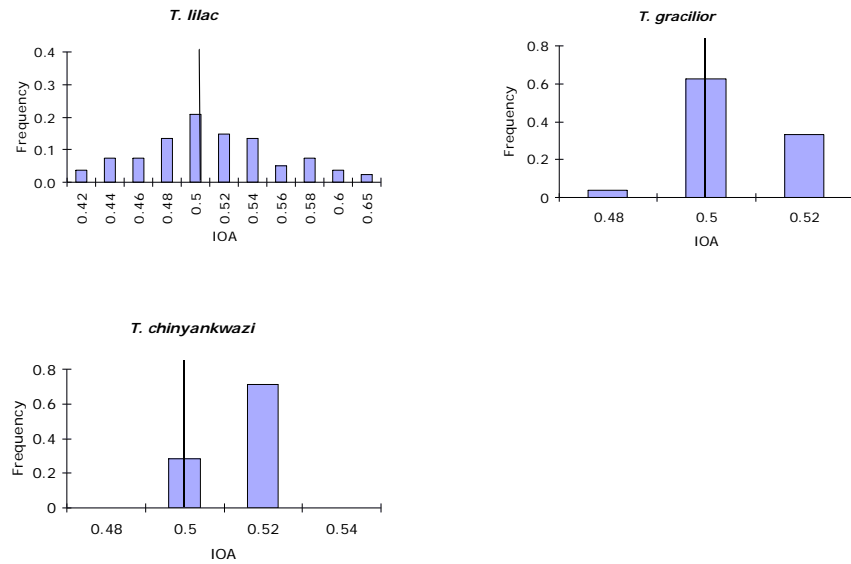 T. lilac
0.4
0.3
0.2
0.1
0.0
Frequency
0.42 0.44 0.46 0.48 0.5 0.52 0.54 0.56 0.58 0.6 0.65
IOA
T. gracilior
0.8
0.6
0.4
0.2
0
Frequency
0.48 0.5 0.52
IOA
T. chinyankwazi
0.8
0.6
0.4
0.2
0
Frequency
0.48 0.5 0.52 0.54
IOA